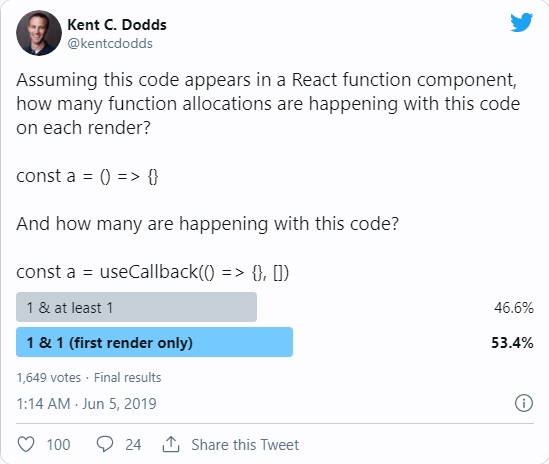 Kent C. Dodds
@kentcdodds
Assuming this code appears in a React function component,
how many function allocations are happening with this code
on each render?
const a = () => {}
And how many are happening with this code?
const a = useCallback(() => {}, [])
1 & at least 1 46.6%
1 & 1 (first render only) 53.4%
1,649 votes · Final results
1:14 AM · Jun 5, 2019
100 24 Share this Tweet